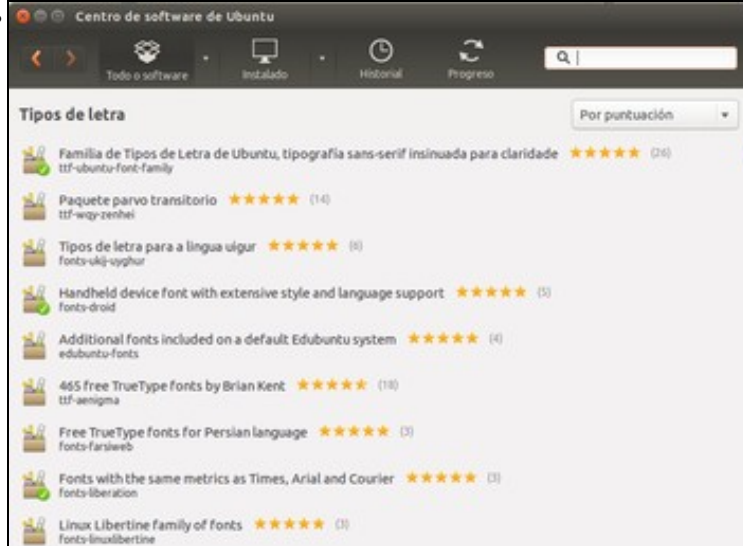 Centro de software de Ubuntu
Todo o software
Instalado
Historial
Progreso
Tipos de letra
Por puntuación
Familia de Tipos de Letra de Ubuntu, tipografía sans-serif insinuada para claridade (26)
ttf-ubuntu-font-family
Paquete parvo transitorio (14)
ttf-wqy-zenhei
Tipos de letra para a lingua uigur (6)
fonts-ukij-uyghur
Handheld device font with extensive style and language support (5)
fonts-droid
Additional fonts included on a default Edubuntu system (4)
edubuntu-fonts
465 free TrueType fonts by Brian Kent (18)
ttf-aenigma
Free TrueType fonts for Persian language (3)
fonts-farsiweb
Fonts with the same metrics as Times, Arial and Courier (3)
fonts-liberation
Linux Libertine family of fonts (3)
fonts-linuxlibertine